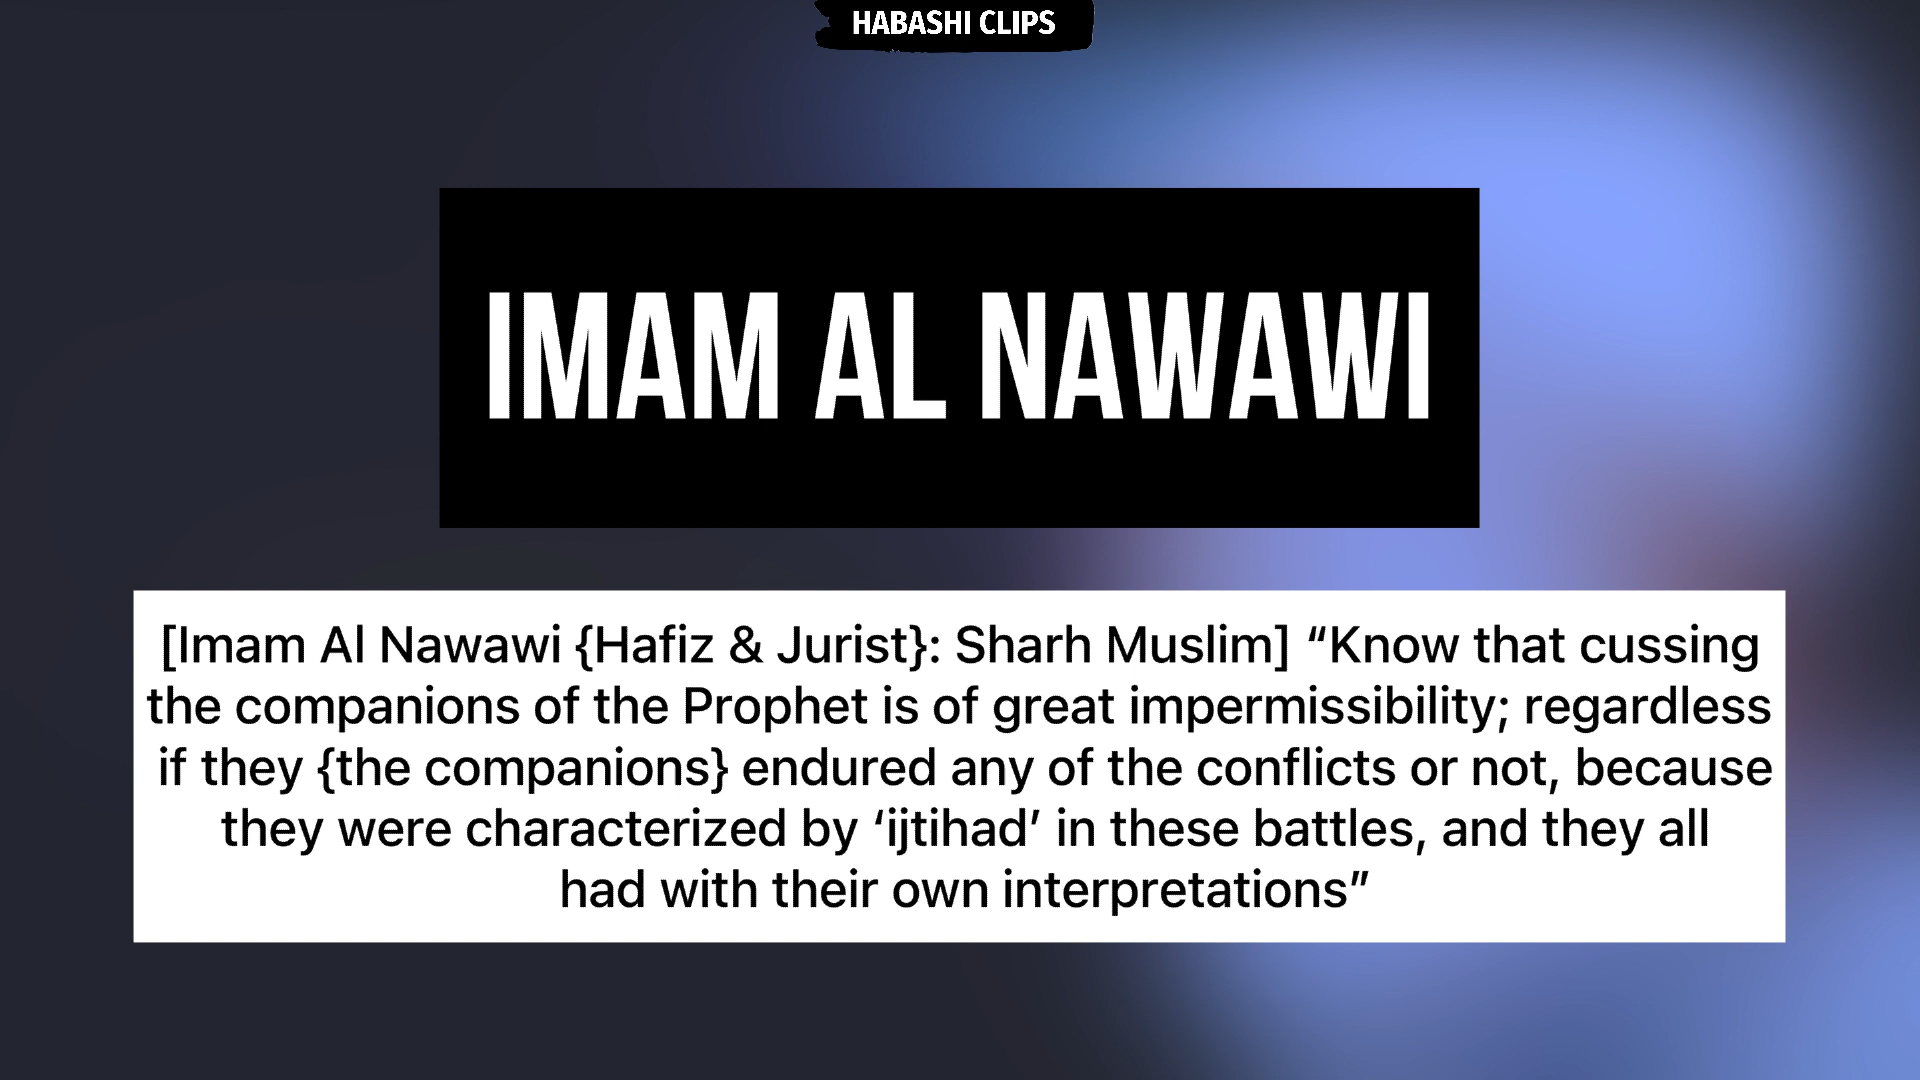 HABASHI CLIPS
IMAM AL NAWAWI
[Imam Al Nawawi {Hafiz & Jurist}: Sharh Muslim] “Know that cussing
the companions of the Prophet is of great impermissibility; regardless
if they {the companions} endured any of the conflicts or not, because
they were characterized by ‘ijtihad’ in these battles, and they all
had with their own interpretations”